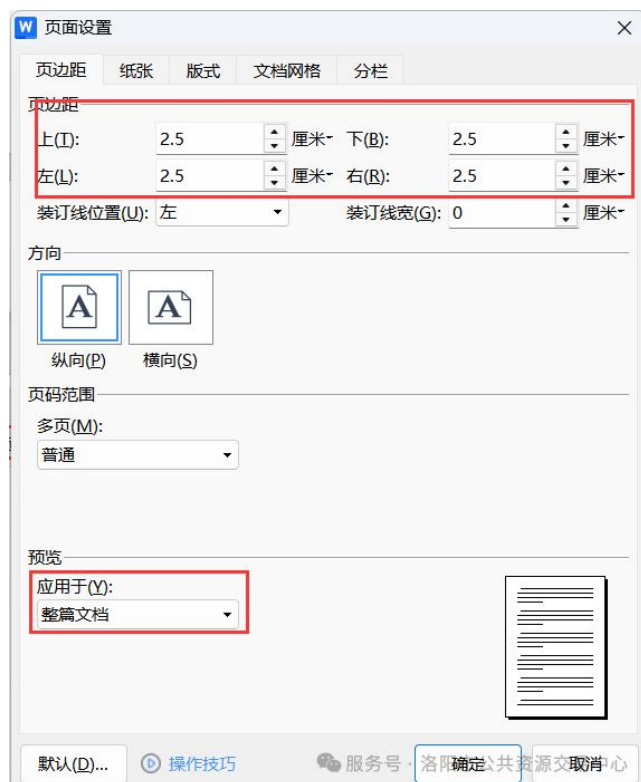 W 页面设置
页边距 纸张 版式 文档网格 分栏
页边距
上(T): 2.5 厘米 下(B): 2.5 厘米
左(L): 2.5 厘米 右(R): 2.5 厘米
装订线位置(U): 左 装订线宽(G): 0 厘米
方向
A A
纵向(P) 横向(S)
页码范围
多页(M):
普通
预览
应用于(Y):
整篇文档
默认(D)... 操作技巧 确定 取消
服务号 · 洛 公共资源交 中心